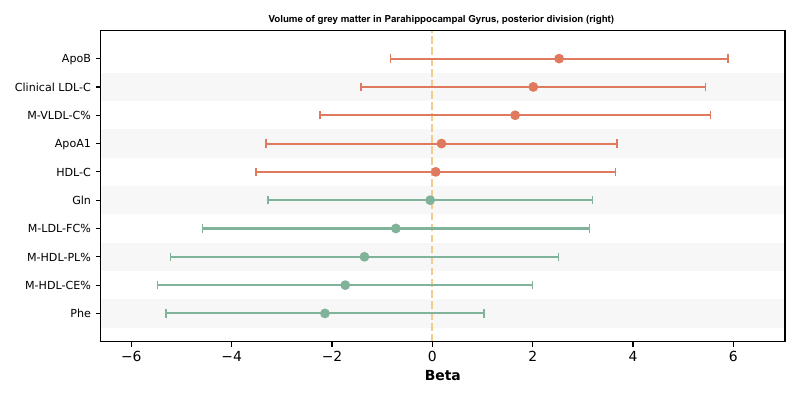 Volume of grey matter in Parahippocampal Gyrus, posterior division (right)
ApoB
Clinical LDL-C
M-VLDL-C%
ApoA1
HDL-C
Gln
M-LDL-FC%
M-HDL-PL%
M-HDL-CE%
Phe
−6 −4 −2 0 2 4 6
Beta